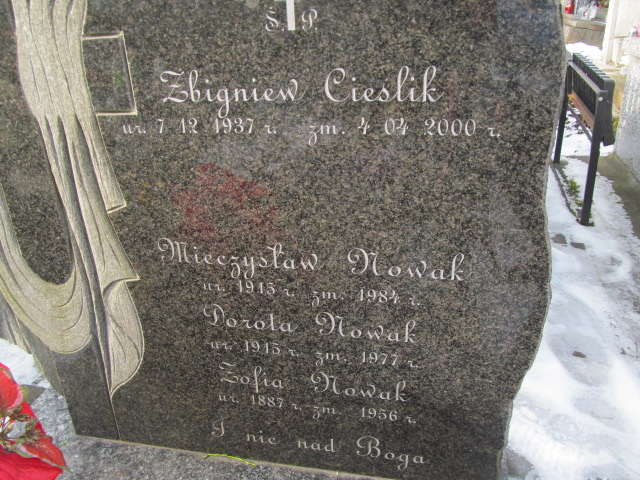 Ś. P.
Zbigniew Cieślik
ur. 7 12 1937 r. zm. 4 04 2000 r.
Mieczysław Nowak
ur. 1913 r. zm. 1984 r.
Dorota Nowak
ur. 1915 r. zm. 1977 r.
Zofia Nowak
ur. 1887 r. zm. 1956 r.
I nic nad Boga